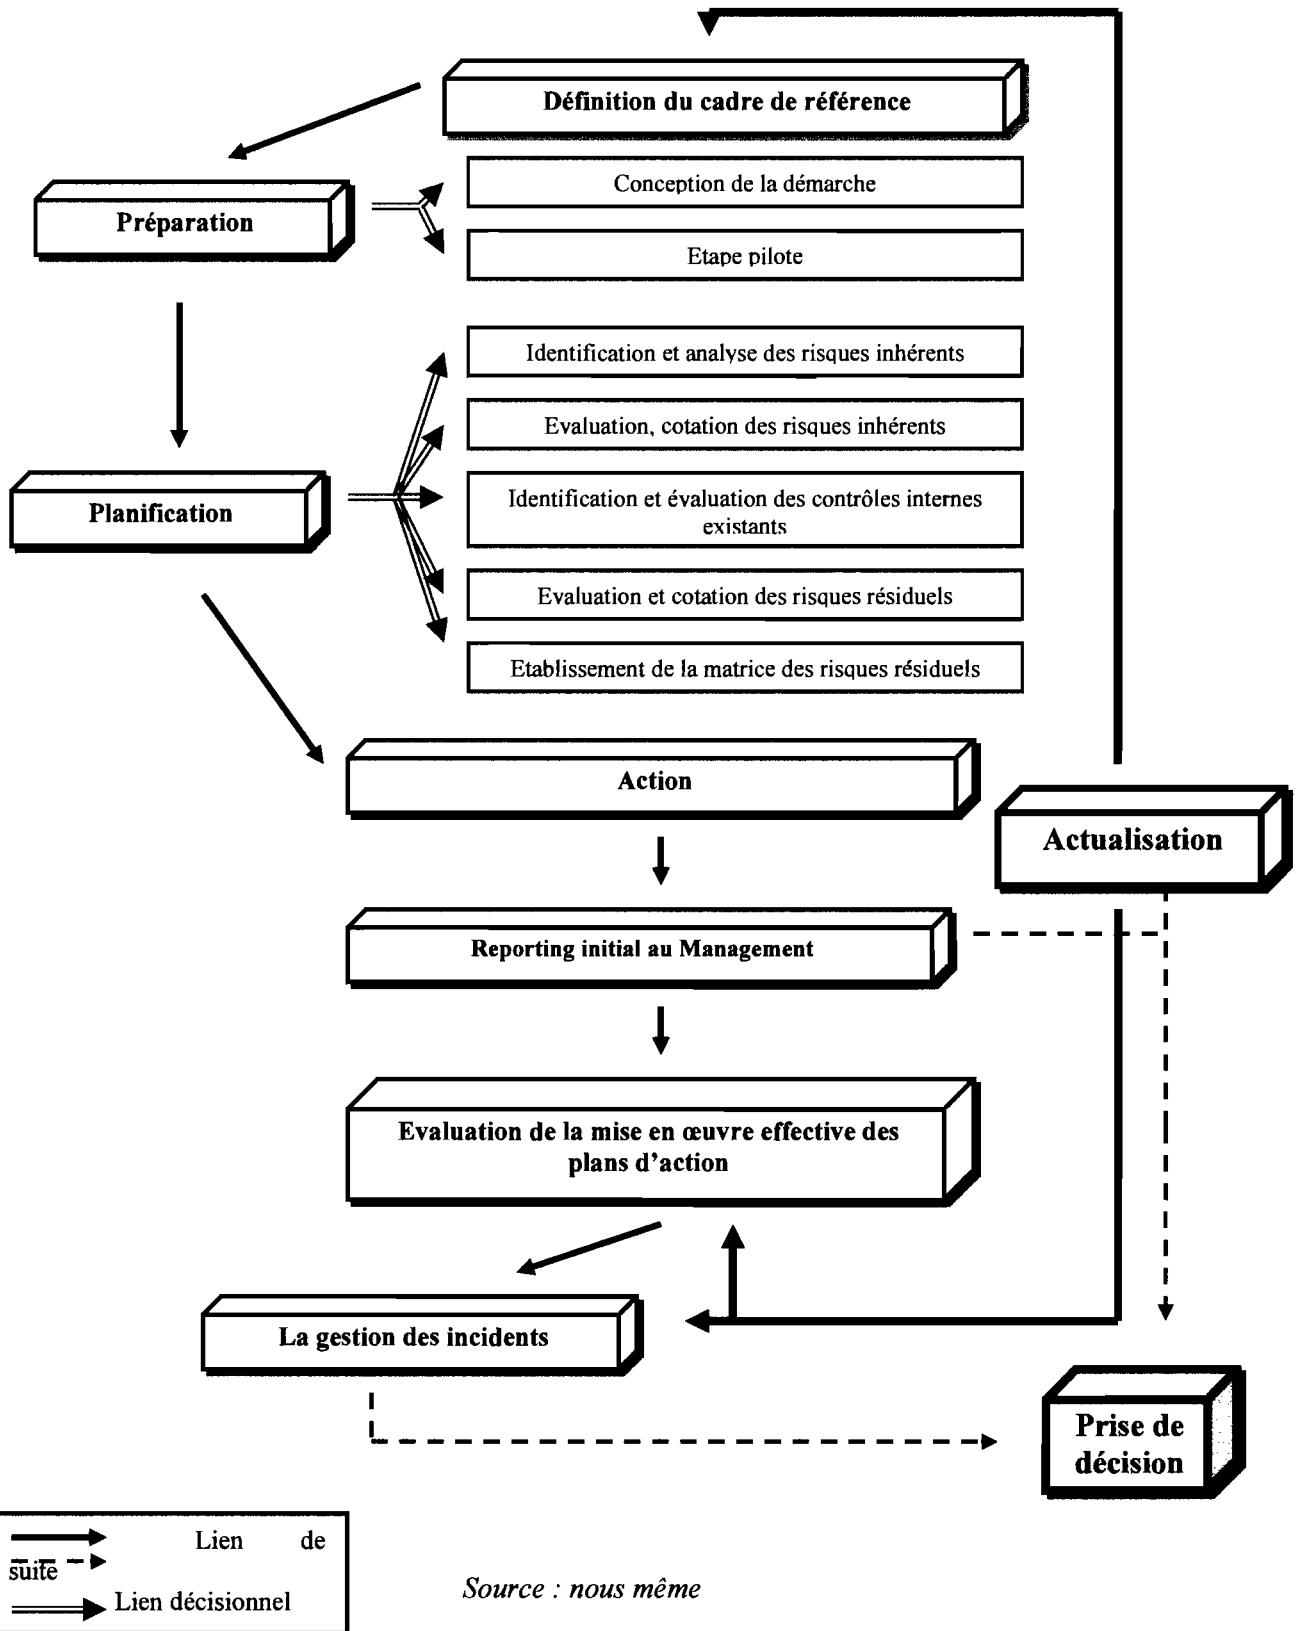 Définition du cadre de référence
Conception de la démarche
Préparation
Etape pilote
Identification et analyse des risques inhérents
Evaluation, cotation des risques inhérents
Planification
Identification et évaluation des contrôles internes
existants
Evaluation et cotation des risques résiduels
Etablissement de la matrice des risques résiduels
Action
Actualisation
Reporting initial au Management
Evaluation de la mise en œuvre effective des
plans d'action
La gestion des incidents
Prise de
décision
Lien de
suite
Lien décisionnel
Source : nous même